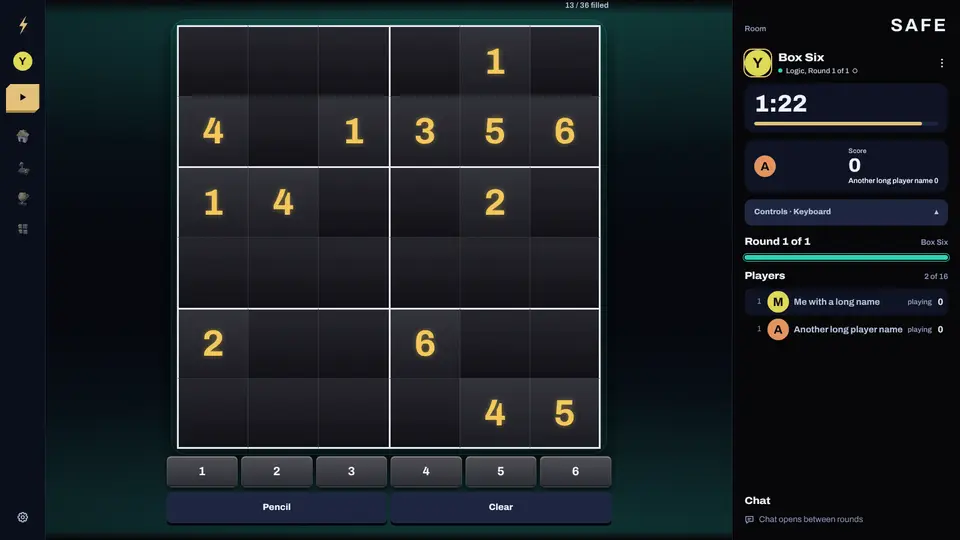 13 / 36 filled
Y
1
4 1 3 5 6
1 4 2
2 6
4 5
1 2 3 4 5 6
Pencil Clear
Room
SAFE
Y
Box Six
Logic, Round 1 of 1
1:22
A
Score
0
Another long player name 0
Controls · Keyboard
Round 1 of 1 Box Six
Players 2 of 16
1 M Me with a long name playing 0
1 A Another long player name playing 0
Chat
Chat opens between rounds